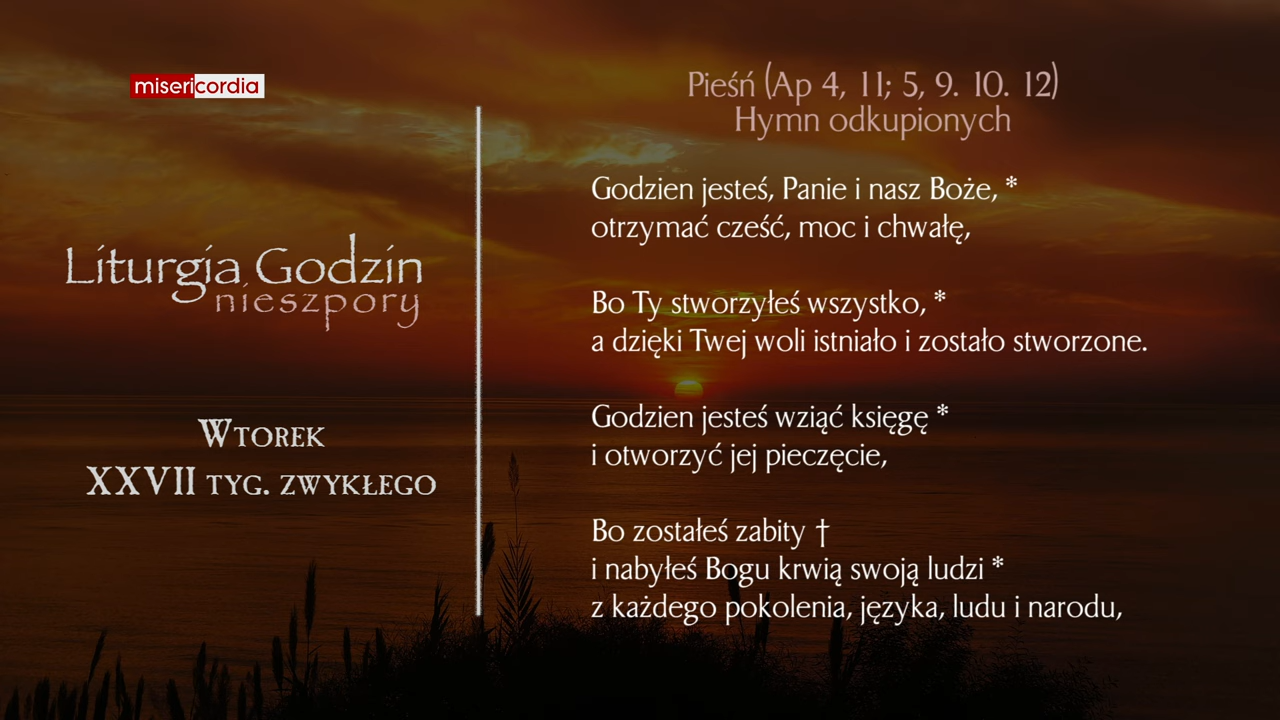 misericordia
Liturgia Godzin
nieszpory
Wtorek
XXVII tyg. zwykłego
Pieśń (Ap 4, 11; 5, 9. 10. 12)
Hymn odkupionych
Godzien jesteś, Panie i nasz Boże, *
otrzymać cześć, moc i chwałę,
Bo Ty stworzyłeś wszystko, *
a dzięki Twej woli istniało i zostało stworzone.
Godzien jesteś wziąć księgę *
i otworzyć jej pieczęcie,
Bo zostałeś zabity †
i nabyłeś Bogu krwią swoją ludzi *
z każdego pokolenia, języka, ludu i narodu,